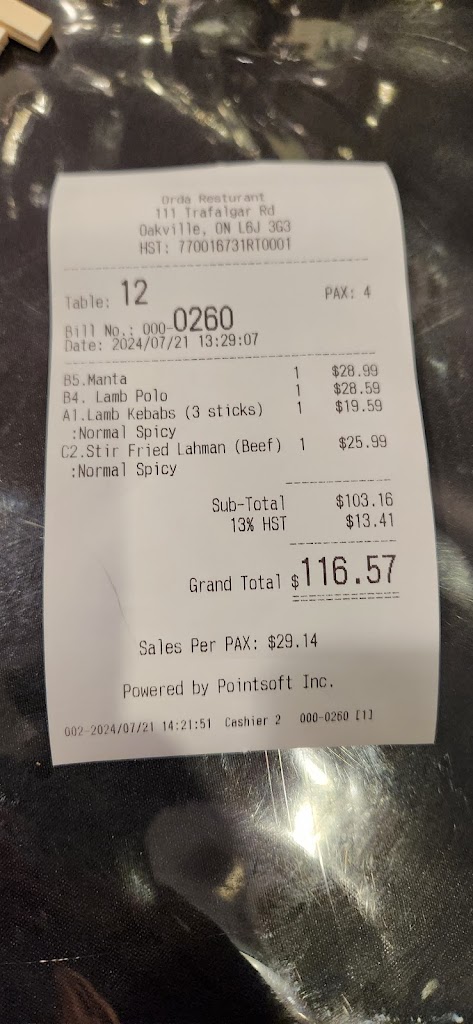 Orda Resturant
111 Trafalgar Rd
Oakville, ON L6J 3G3
HST: 770016731RT0001
Table: 12 PAX: 4
Bill No.: 000-0260
Date: 2024/07/21 13:29:07
B5.Manta 1 $28.99
B4. Lamb Polo 1 $28.59
A1.Lamb Kebabs (3 sticks) 1 $19.59
:Normal Spicy
C2.Stir Fried Lahman (Beef) 1 $25.99
:Normal Spicy
Sub-Total $103.16
13% HST $13.41
Grand Total $116.57
Sales Per PAX: $29.14
Powered by Pointsoft Inc.
002-2024/07/21 14:21:51 Cashier 2 000-0260 [1]